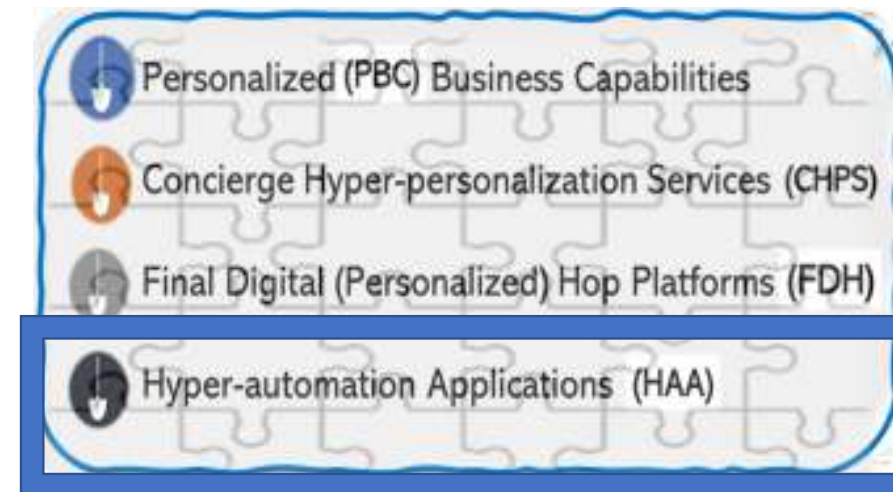 Personalized (PBC) Business Capabilities
Concierge Hyper-personalization Services (CHPS)
Final Digital (Personalized) Hop Platforms (FDH)
Hyper-automation Applications (HAA)